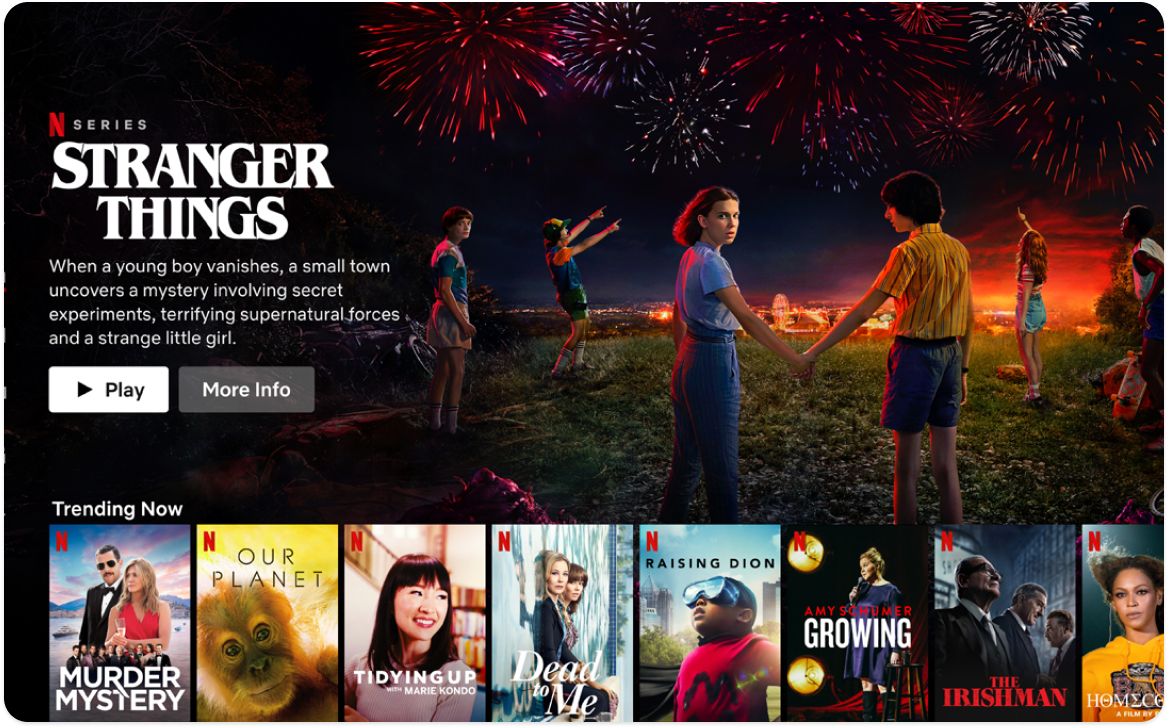 N SERIES
STRANGER
THINGS
When a young boy vanishes, a small town
uncovers a mystery involving secret
experiments, terrifying supernatural forces
and a strange little girl.
Play
More Info
Trending Now
N
MURDER
MYSTERY
N
OUR
PLANET
N
TIDYING UP
WITH MARIE KONDO
N
Dead
to Me
N
RAISING DION
N
AMY SCHUMER
GROWING
N
THE
IRISHMAN
N
HOMECO
A FILM BY